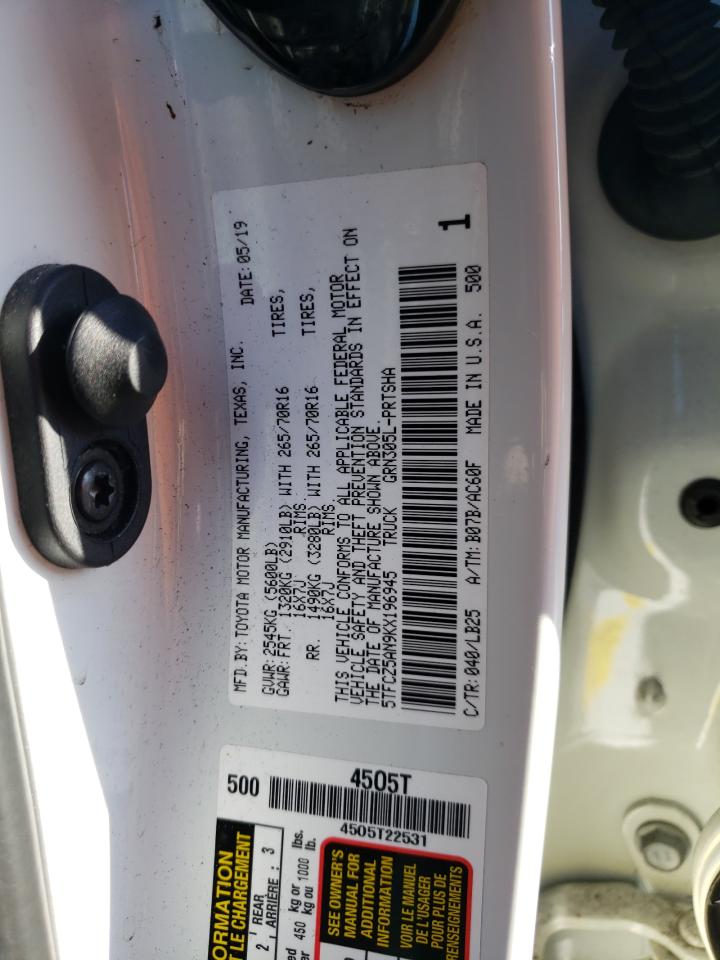 MFD.BY:TOYOTA MOTOR MANUFACTURING, TEXAS, INC. DATE:05/19
GVWR:2545KG (5600LB)
GAWR:FRT. 1320KG (2910LB) WITH 265/70R16 TIRES,
16X7J RIMS
RR. 1490KG (3280LB) WITH 265/70R16 TIRES,
16X7J RIMS
THIS VEHICLE CONFORMS TO ALL APPLICABLE FEDERAL MOTOR
VEHICLE SAFETY AND THEFT PREVENTION STANDARDS IN EFFECT ON
THE DATE OF MANUFACTURE SHOWN ABOVE.
5TFCZ5AN9KX196945 TRUCK GRN305L-PRTSHA
1
C/TR:040/LB25 A/TM:B07B/AC60F MADE IN U.S.A. 500
500 4505T
4505T22531
2 REAR
ARRIÈRE : 3
450 kg or 1000 lbs.
kg ou lb.
SEE OWNER'S
MANUAL FOR
ADDITIONAL
INFORMATION
VOIR LE MANUEL
DE L'USAGER
POUR PLUS DE
RENSEIGNEMENTS